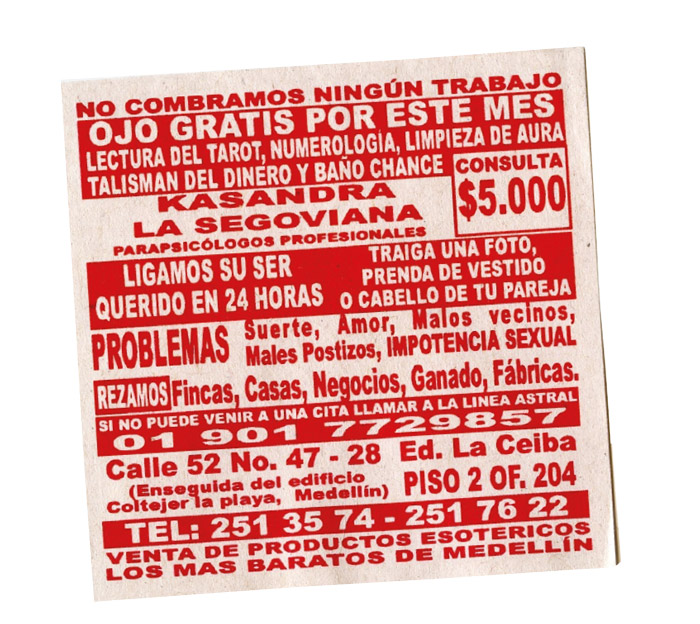 NO COMBRAMOS NINGÚN TRABAJO
OJO GRATIS POR ESTE MES
LECTURA DEL TAROT, NUMEROLOGÍA, LIMPIEZA DE AURA
TALISMAN DEL DINERO Y BAÑO CHANCE
CONSULTA
$5.000
KASANDRA
LA SEGOVIANA
PARAPSICÓLOGOS PROFESIONALES
LIGAMOS SU SER
QUERIDO EN 24 HORAS
TRAIGA UNA FOTO,
PRENDA DE VESTIDO
O CABELLO DE TU PAREJA
PROBLEMAS
Suerte, Amor, Malos vecinos,
Males Postizos, IMPOTENCIA SEXUAL
REZAMOS Fincas, Casas, Negocios, Ganado, Fábricas.
SI NO PUEDE VENIR A UNA CITA LLAMAR A LA LINEA ASTRAL
01 901 7729857
Calle 52 No. 47 - 28 Ed. La Ceiba
(Enseguida del edificio
Coltejer la playa, Medellín)
PISO 2 OF. 204
TEL: 251 35 74 - 251 76 22
VENTA DE PRODUCTOS ESOTERICOS
LOS MAS BARATOS DE MEDELLÍN